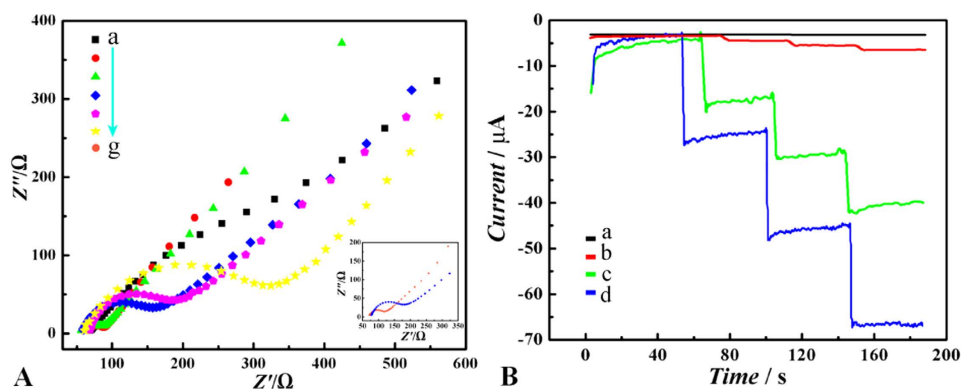 400
300
200
100
0
Z''/Ω
a
g
200
150
100
50
0
Z''/Ω
50 100 150 200 250 300 350
Z'/Ω
0 100 200 300 400 500 600
Z'/Ω
A
0
-10
-20
-30
-40
-50
-60
-70
Current / μA
a
b
c
d
0 40 80 120 160 200
Time / s
B